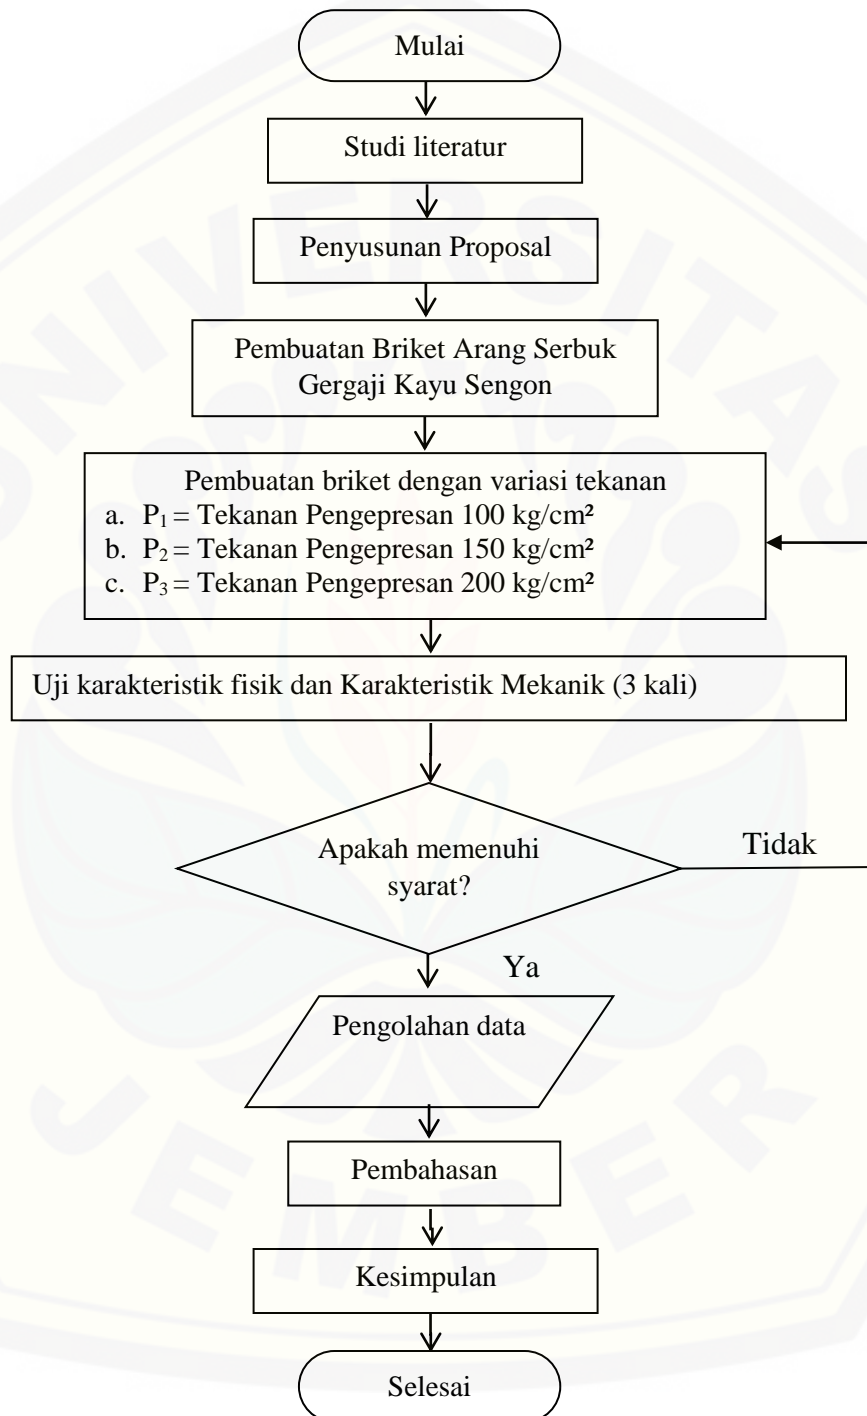 Mulai
Studi literatur
Penyusunan Proposal
Pembuatan Briket Arang Serbuk
Gergaji Kayu Sengon
Pembuatan briket dengan variasi tekanan
a. P₁ = Tekanan Pengepresan 100 kg/cm²
b. P₂ = Tekanan Pengepresan 150 kg/cm²
c. P₃ = Tekanan Pengepresan 200 kg/cm²
Uji karakteristik fisik dan Karakteristik Mekanik (3 kali)
Apakah memenuhi
syarat?
Tidak
Ya
Pengolahan data
Pembahasan
Kesimpulan
Selesai
UNIVERSITAS
JEMBER